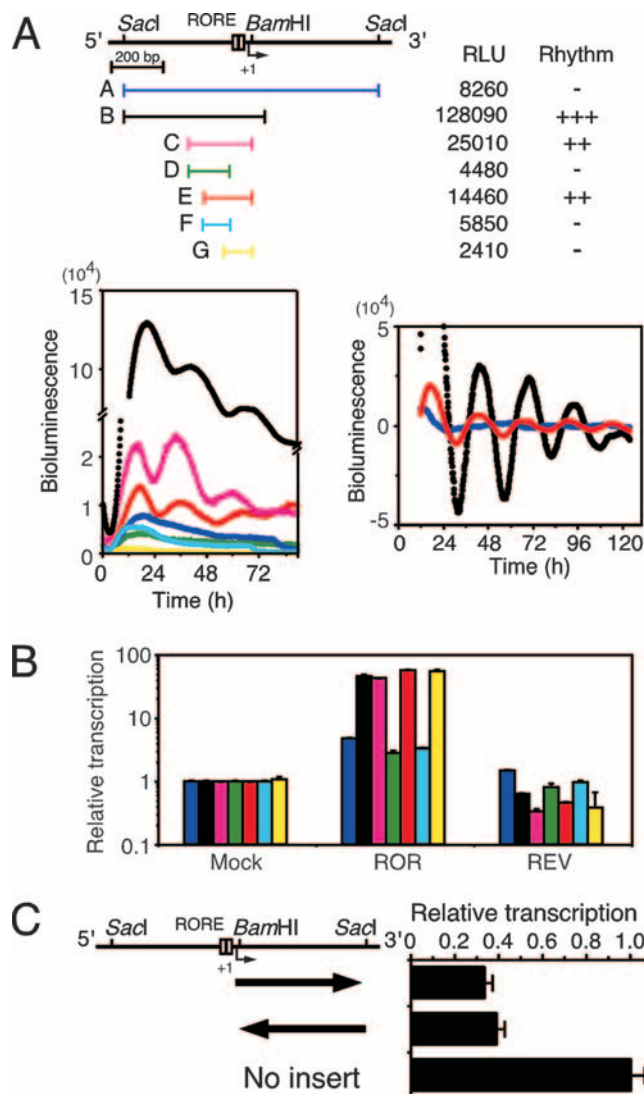 A
5' SacI RORE BamHI SacI 3'
200 bp
+1
RLU Rhythm
A 8260 -
B 128090 +++
C 25010 ++
D 4480 -
E 14460 ++
F 5850 -
G 2410 -
(10⁴)
15
10
2
1
0
Bioluminescence
0 24 48 72
Time (h)
(10⁴)
5
0
-5
Bioluminescence
0 24 48 72 96 120
Time (h)
B
Relative transcription
100
10
1
0.1
Mock ROR REV
C
5' SacI RORE BamHI SacI 3'
+1
No insert
Relative transcription
0 0.2 0.4 0.6 0.8 1.0